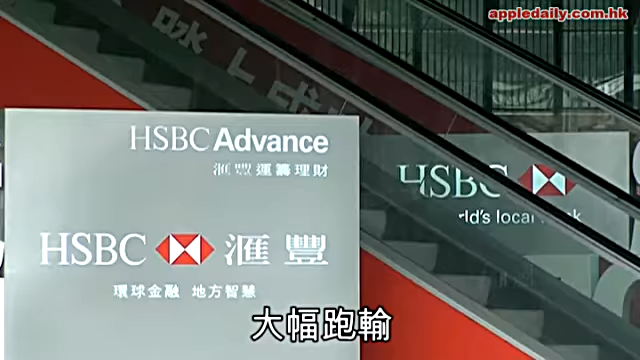 appledaily.com.hk
HSBC Advance
滙豐運籌理財
HSBC 滙豐
環球金融 地方智慧
HSBC
rld's local
大幅跑輸